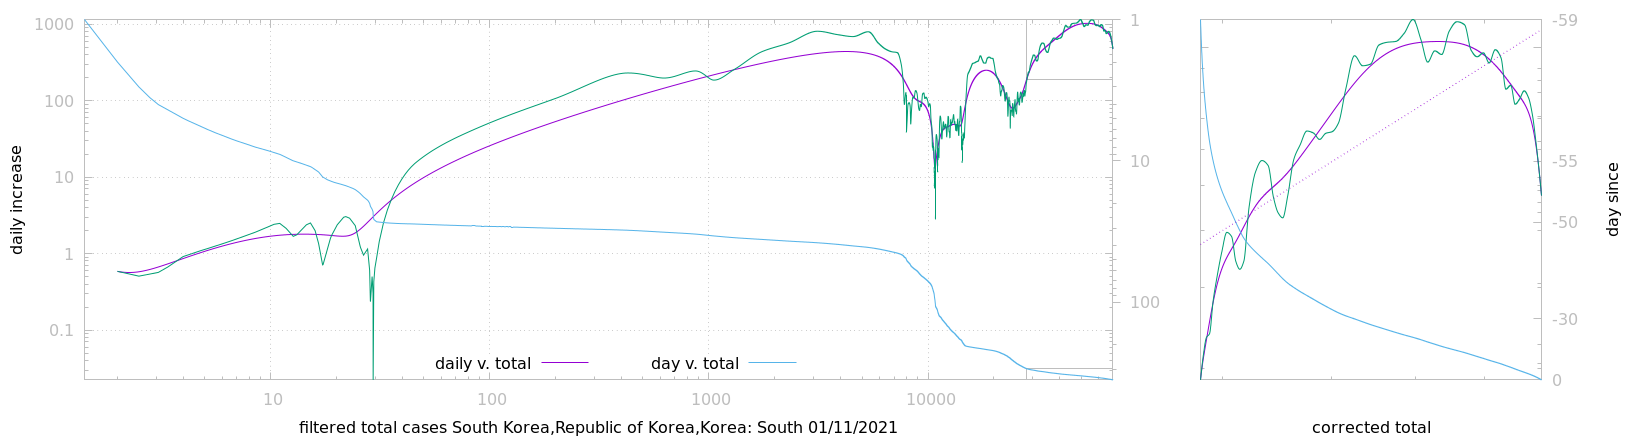 1000
100
10
1
0.1
daily increase
10
100
1000
10000
1
10
100
daily v. total
day v. total
filtered total cases South Korea,Republic of Korea,Korea: South 01/11/2021
-59
-55
-50
-30
0
day since
corrected total